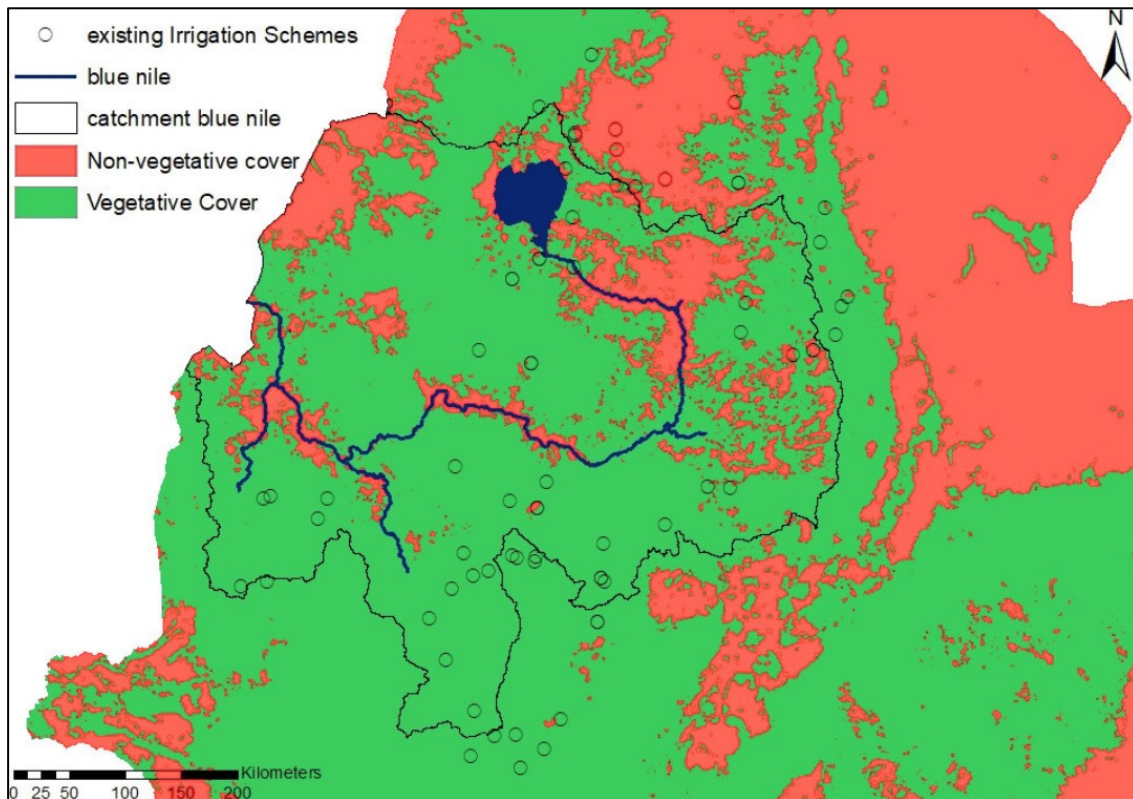 existing Irrigation Schemes
blue nile
catchment blue nile
Non-vegetative cover
Vegetative Cover
N
Kilometers
0 25 50 100 150 200